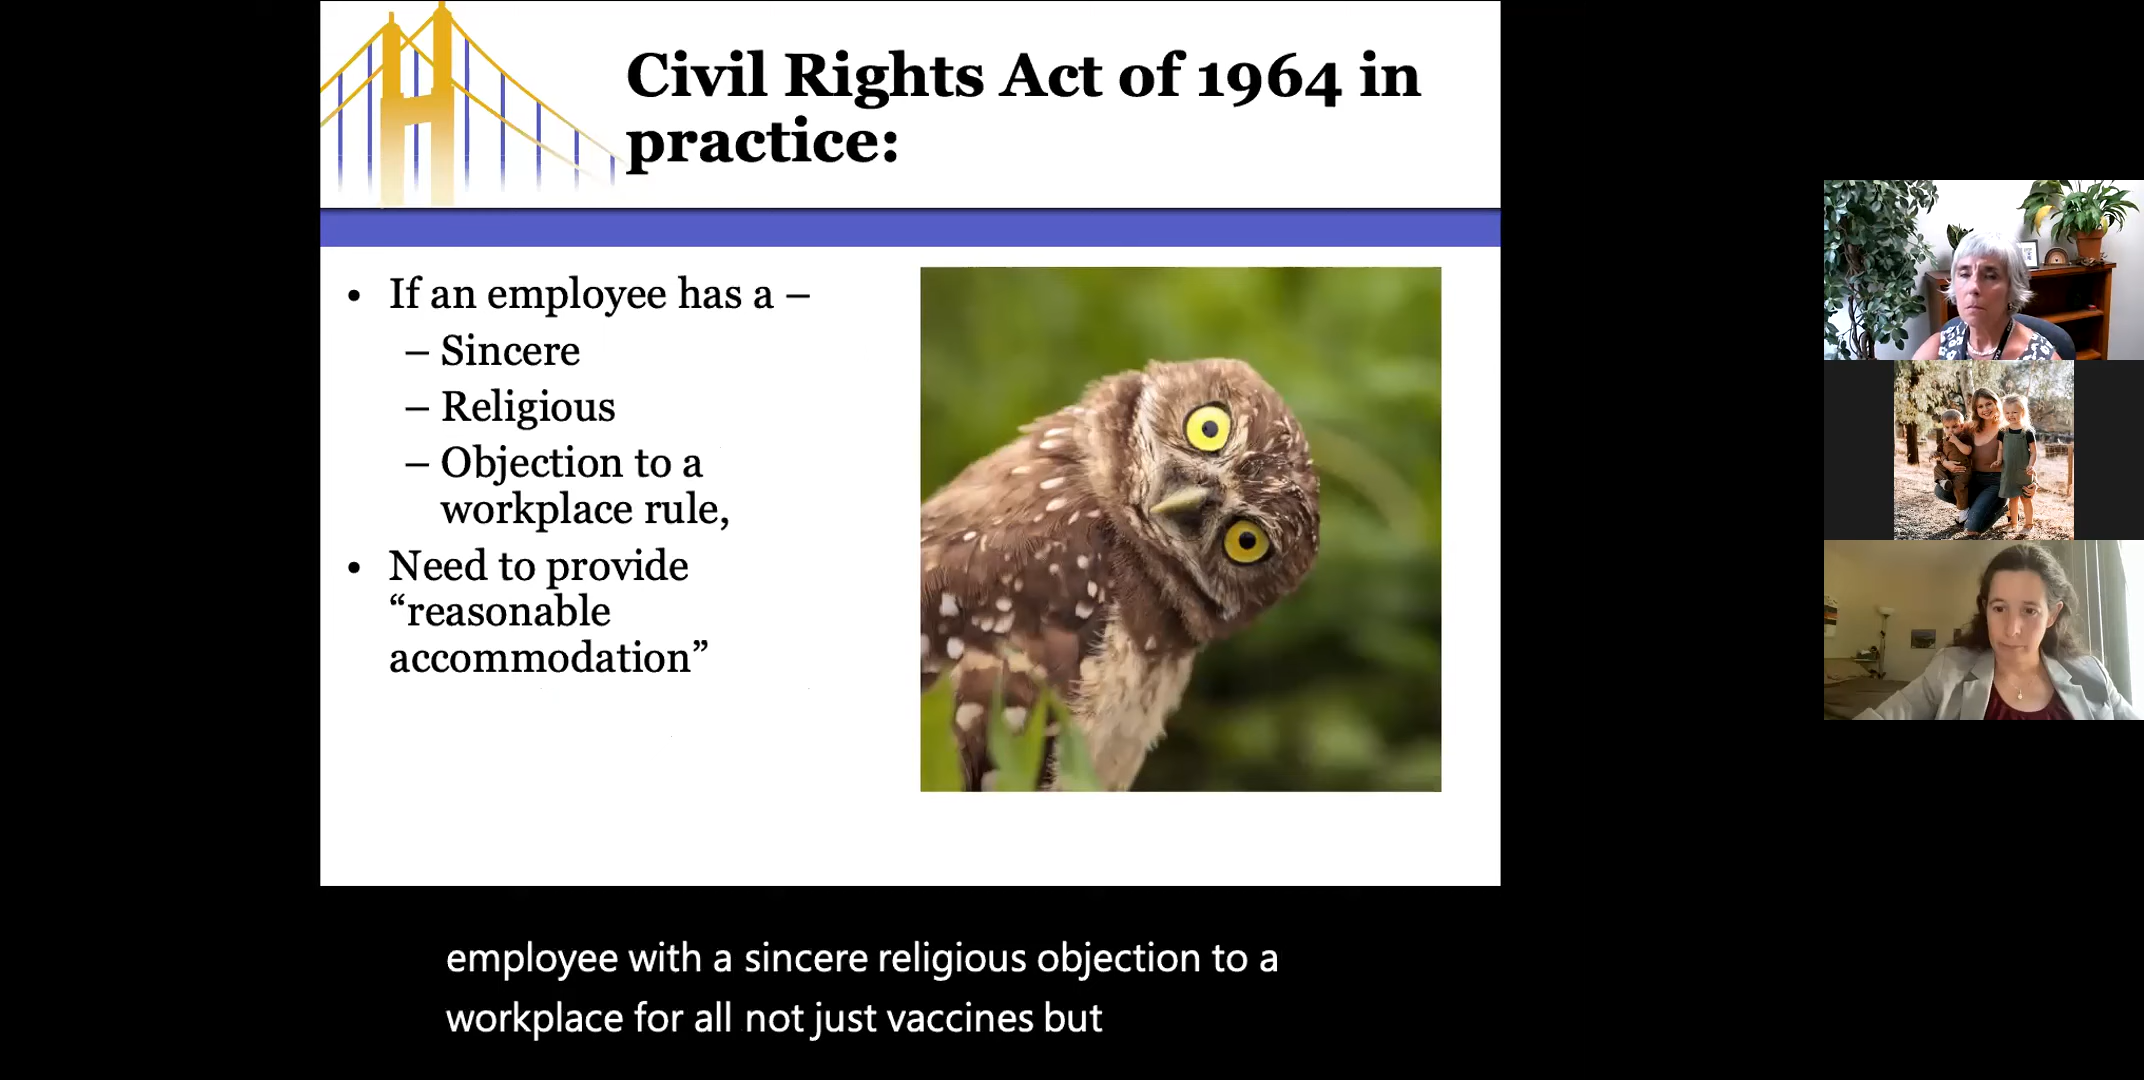 Civil Rights Act of 1964 in
practice:
• If an employee has a –
– Sincere
– Religious
– Objection to a
workplace rule,
• Need to provide
“reasonable
accommodation”
employee with a sincere religious objection to a
workplace for all not just vaccines but